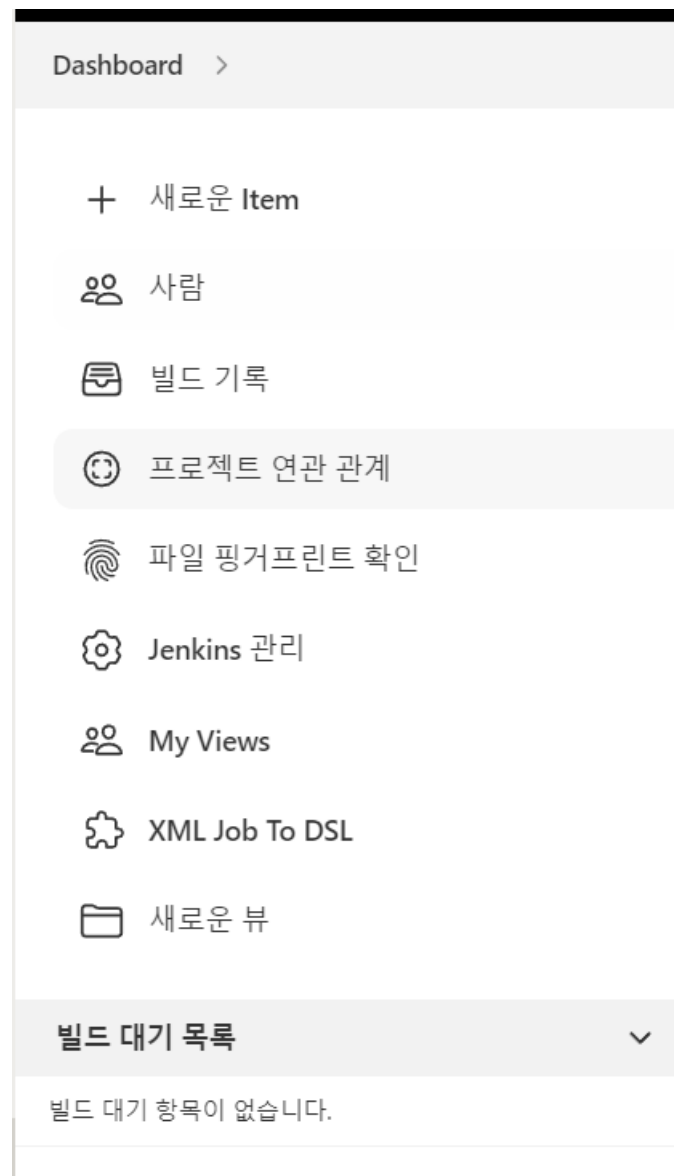 Dashboard
새로운 Item
사람
빌드 기록
프로젝트 연관 관계
파일 핑거프린트 확인
Jenkins 관리
My Views
XML Job To DSL
새로운 뷰
빌드 대기 목록
빌드 대기 항목이 없습니다.